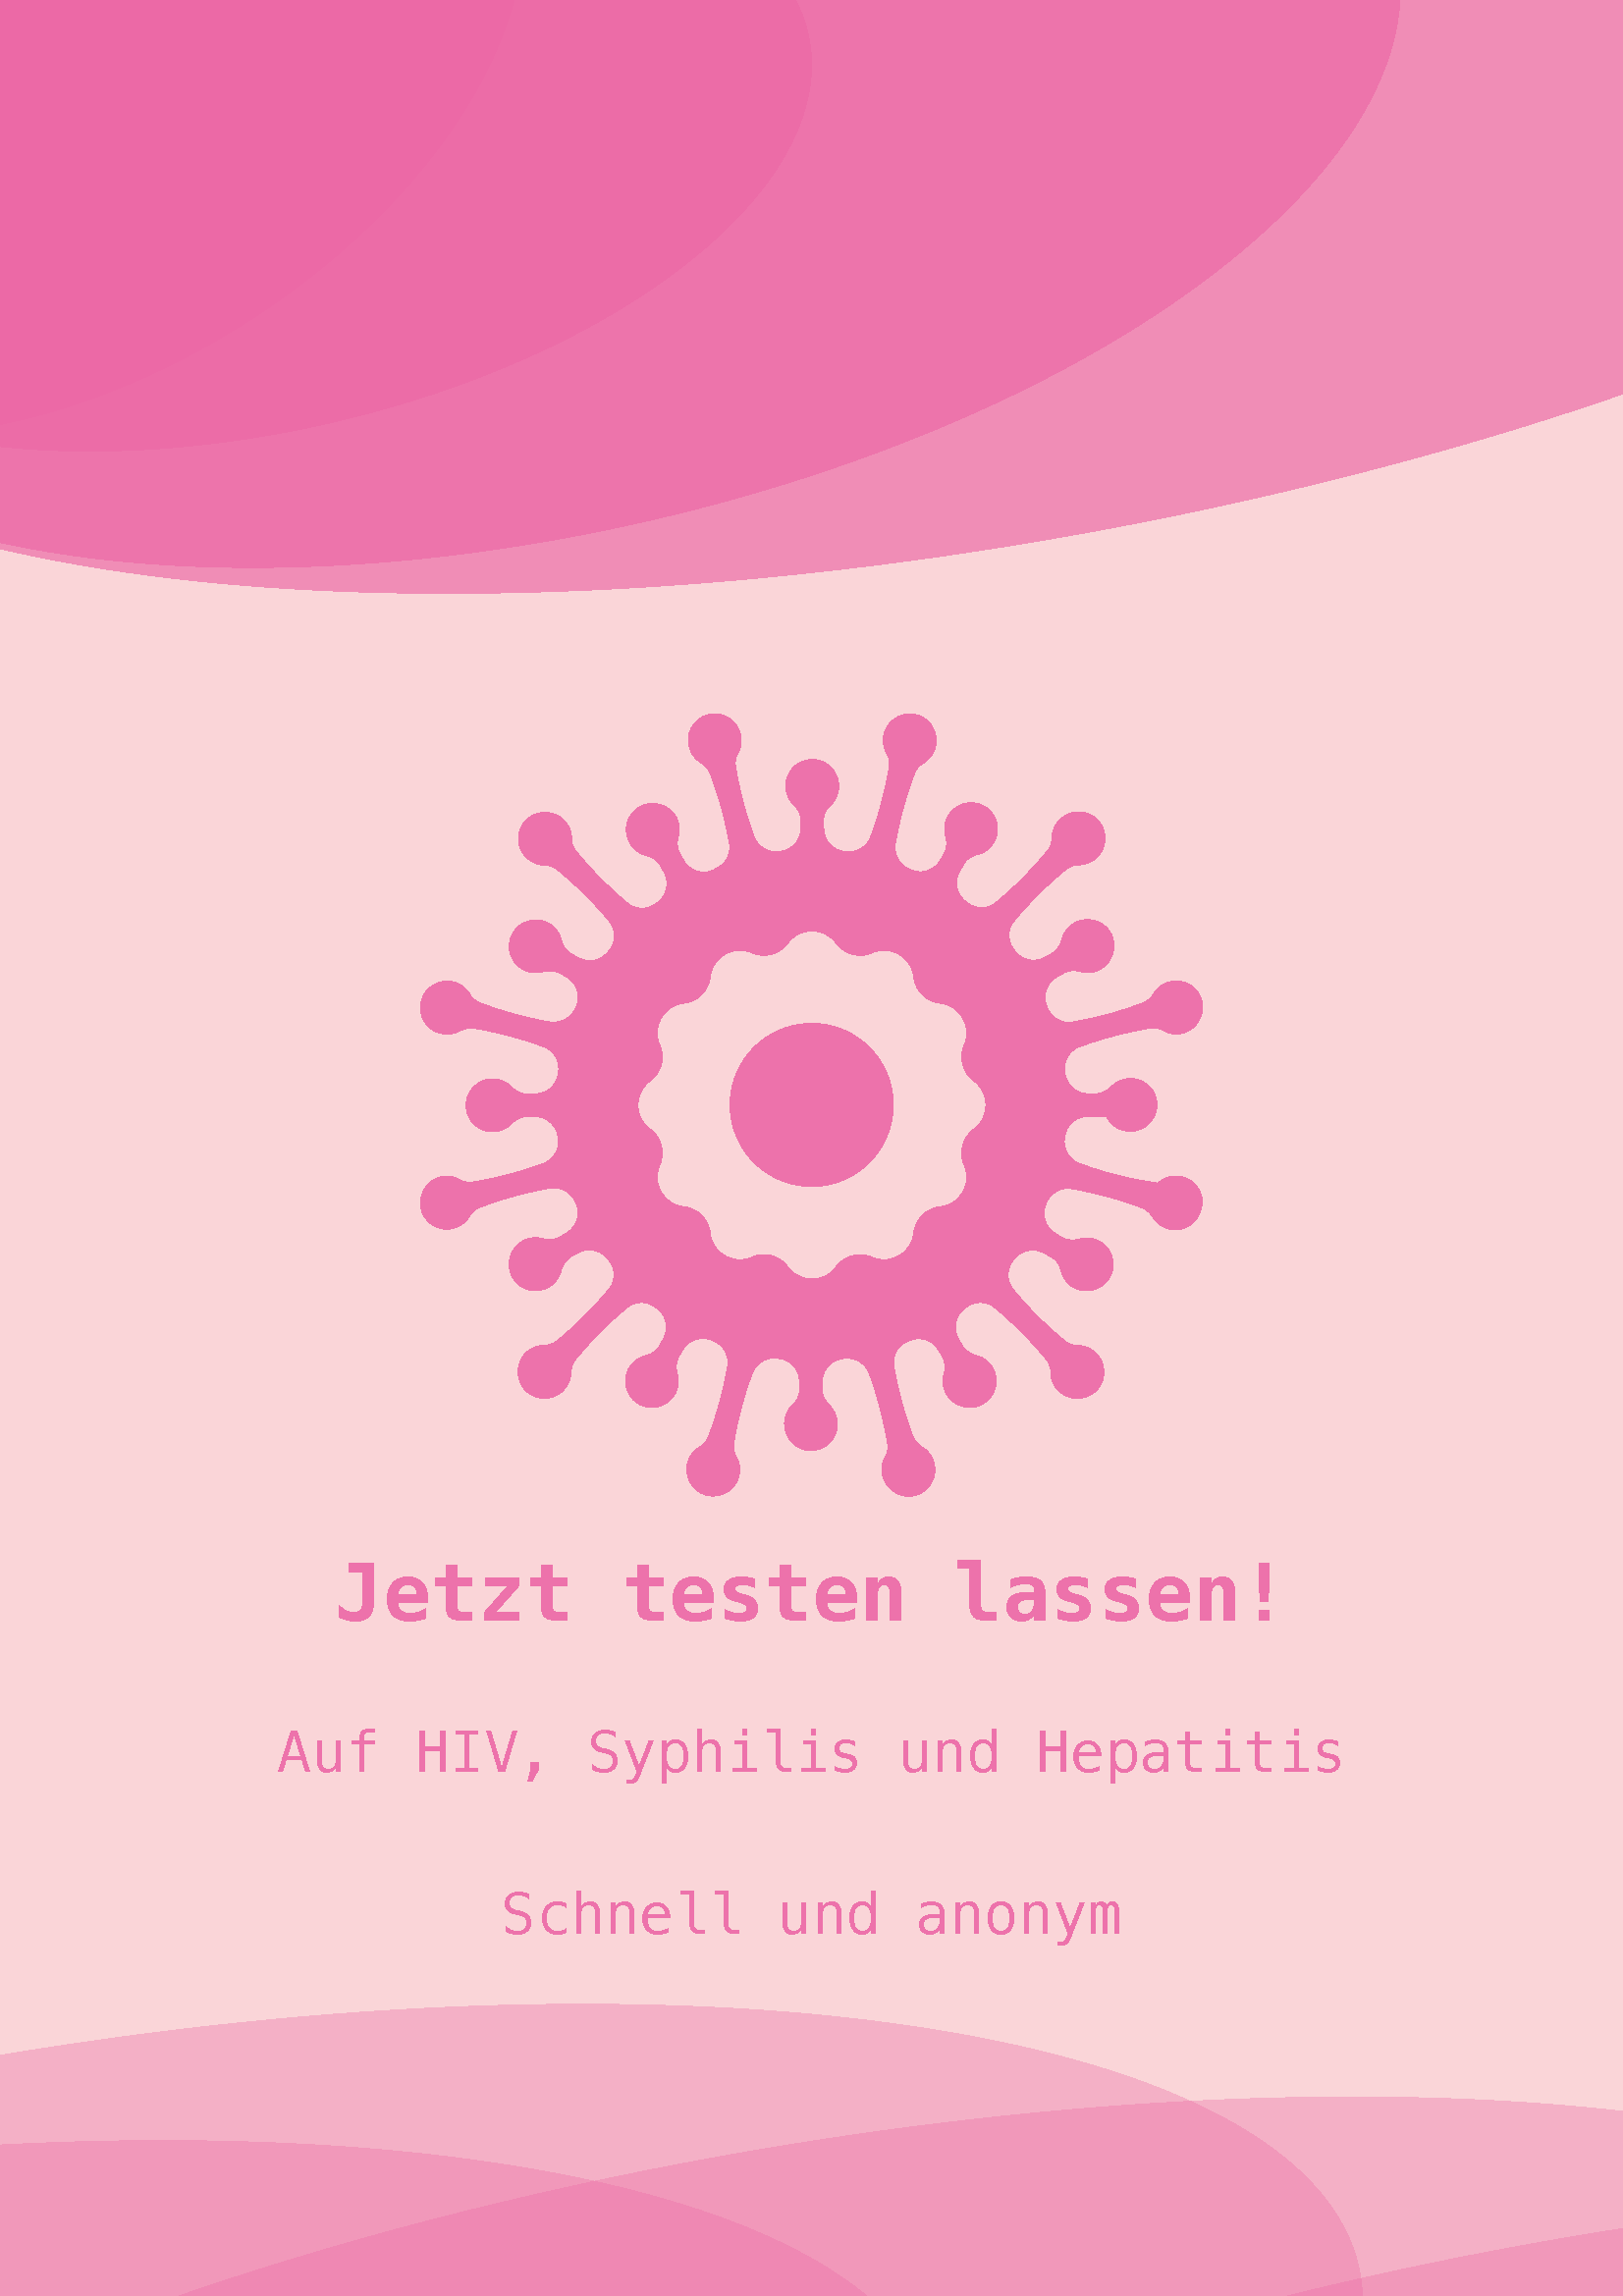 Jetzt testen lassen!
Auf HIV, Syphilis und Hepatitis
Schnell und anonym